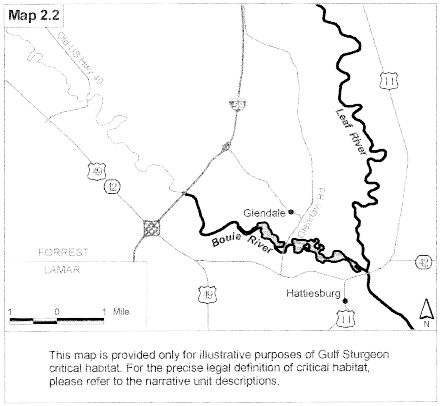 Map 2.2
Old US Hwy 49
11
Leaf River
49
42
Glendale
Glendale Rd
Bouie River
FORREST
LAMAR
42
49
Hattiesburg
11
1 0 1 Mile
N
This map is provided only for illustrative purposes of Gulf Sturgeon
critical habitat. For the precise legal definition of critical habitat,
please refer to the narrative unit descriptions.